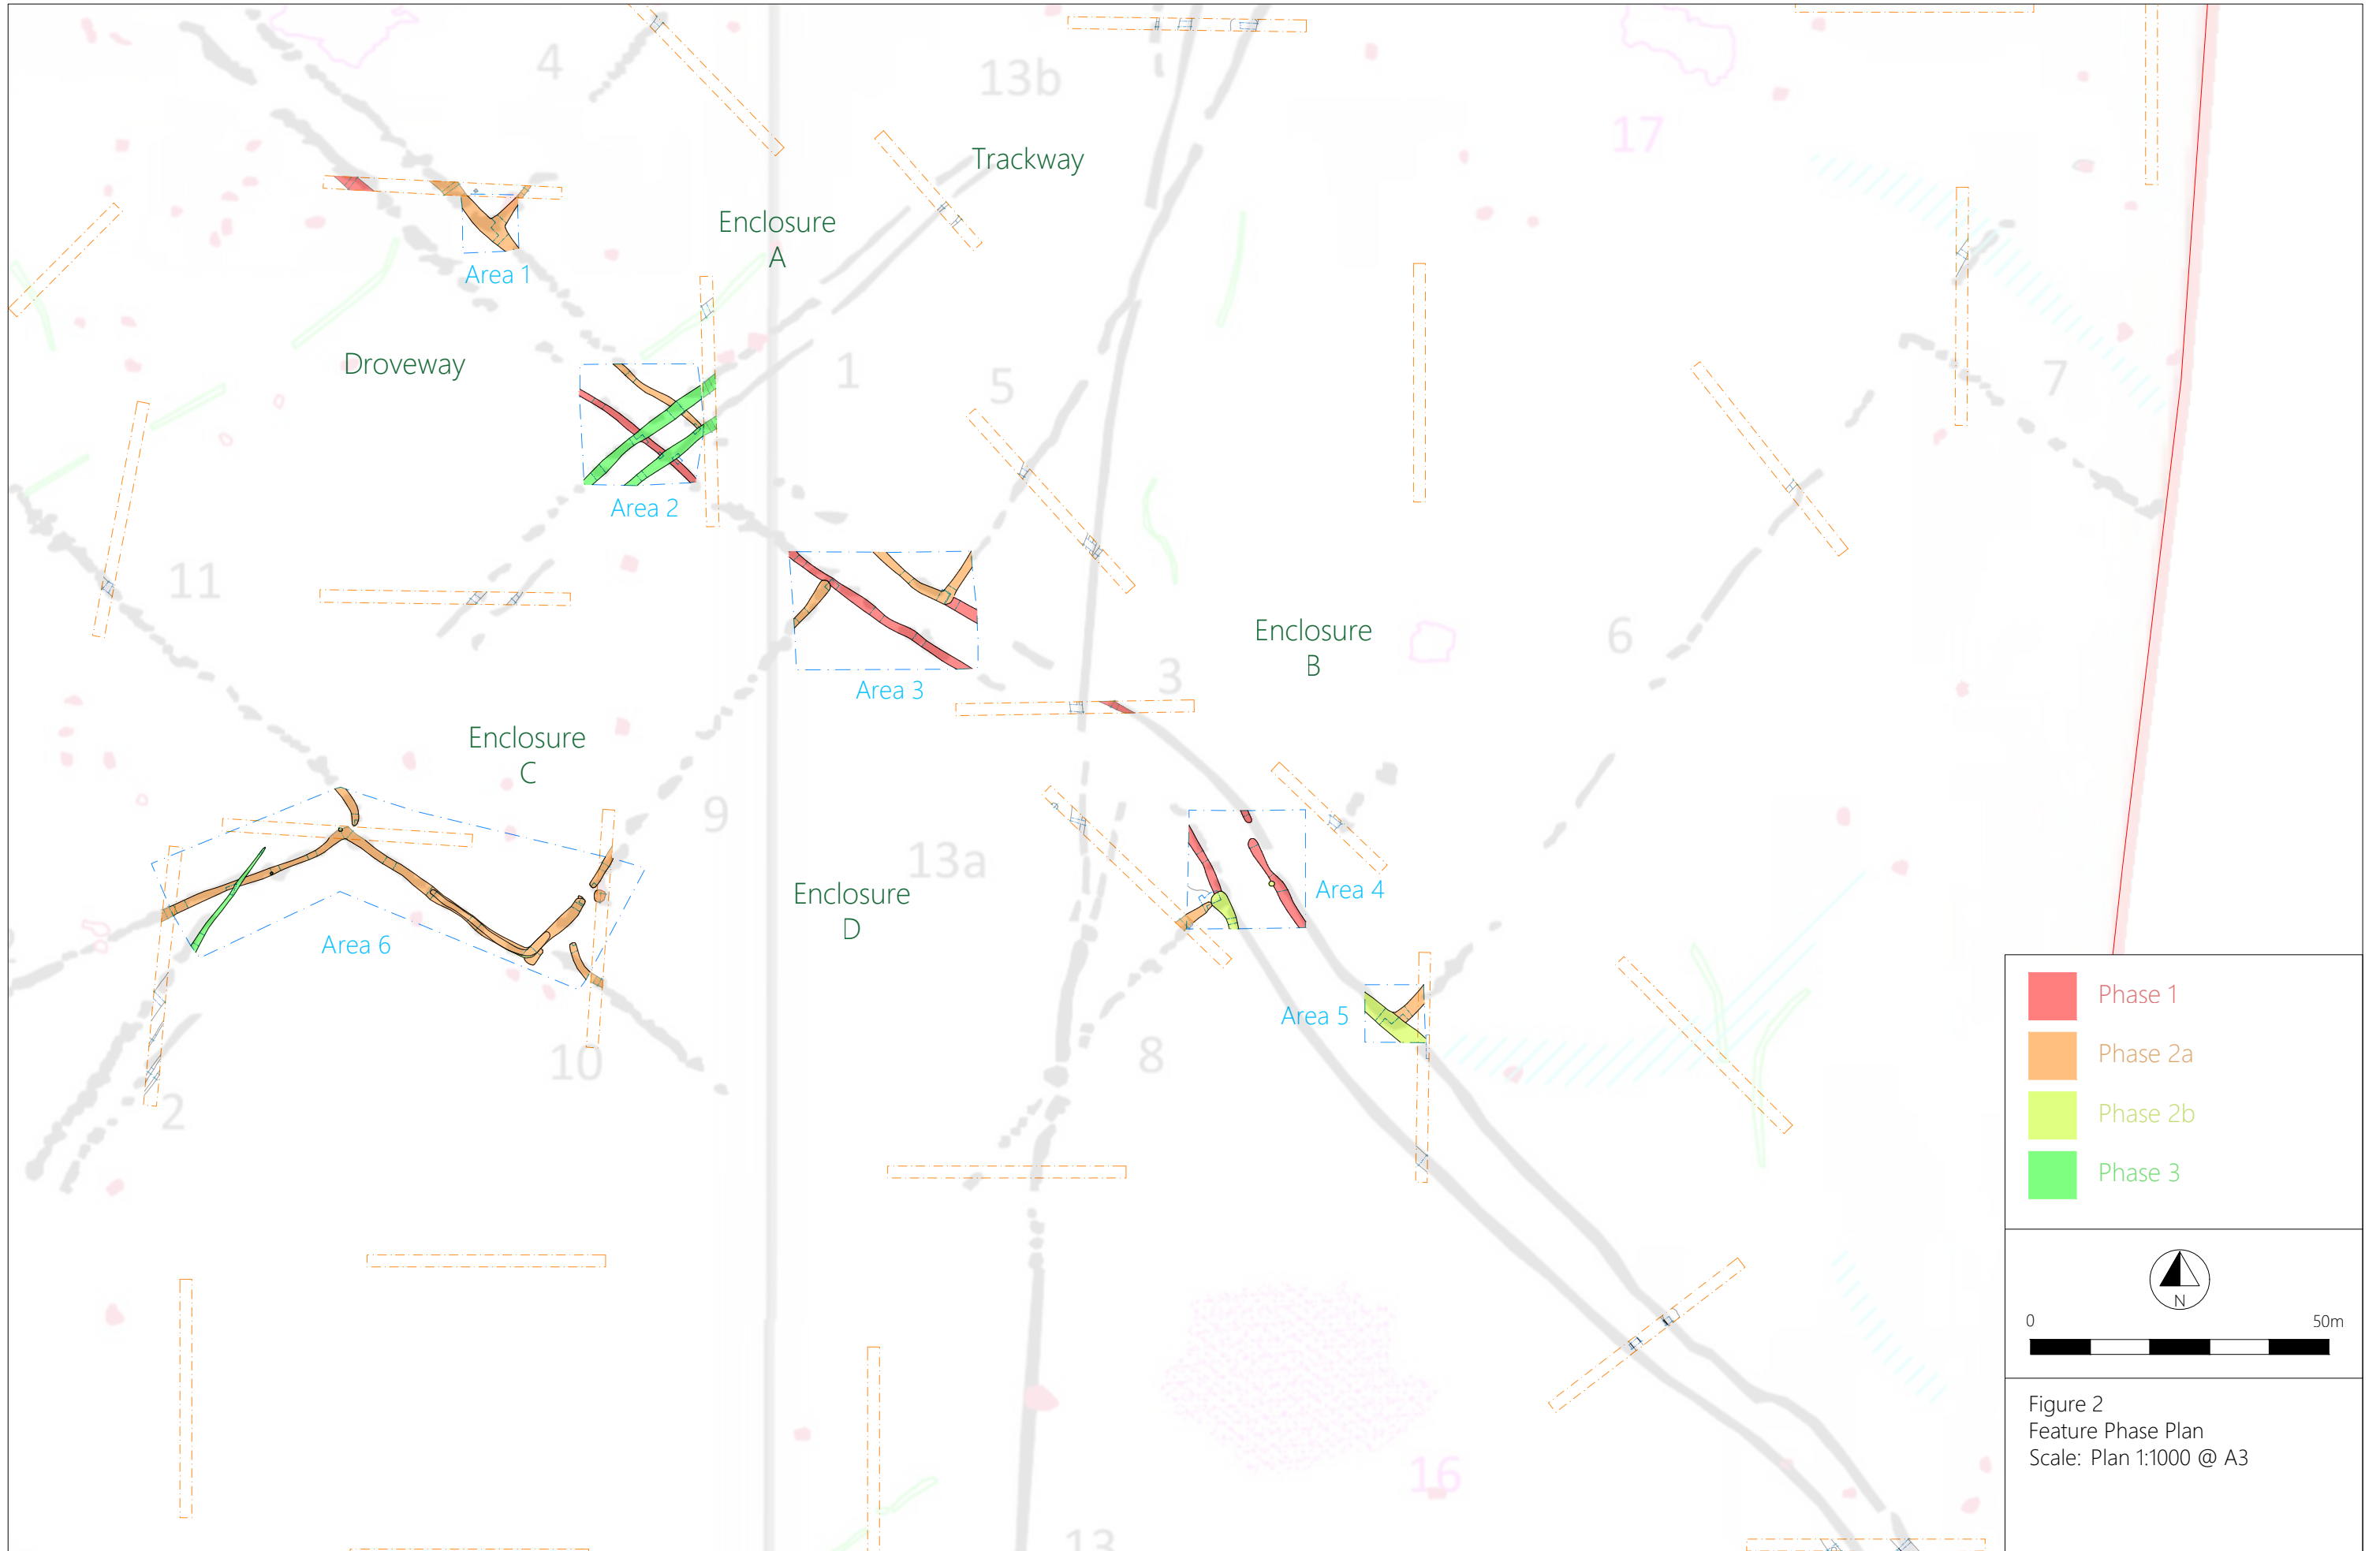 4
13b
17
Trackway
Enclosure
A
Area 1
Droveway
1
5
7
Area 2
11
Enclosure
B
6
3
Area 3
Enclosure
C
9
13a
Enclosure
D
Area 4
Area 6
Area 5
10
8
2
16
13
Phase 1
Phase 2a
Phase 2b
Phase 3
N
0 50m
Figure 2
Feature Phase Plan
Scale: Plan 1:1000 @ A3